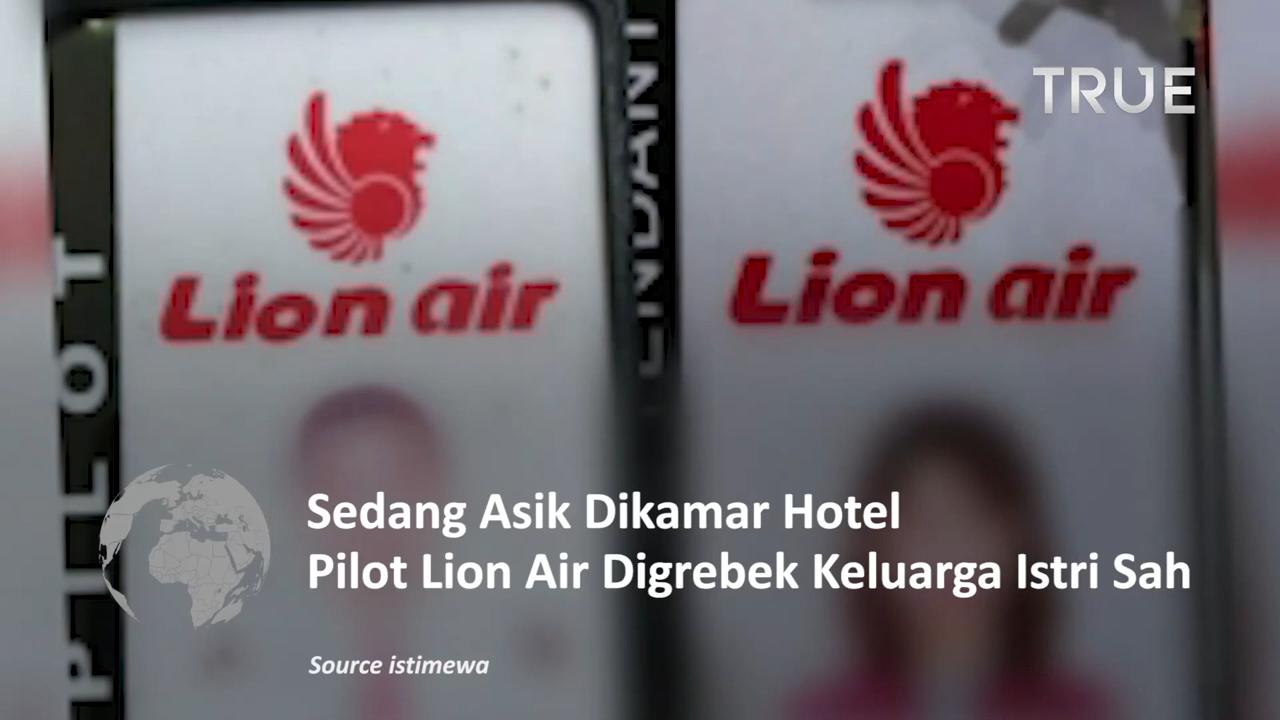 PILOT
Lion air
Lion air
TRUE
Sedang Asik Dikamar Hotel
Pilot Lion Air Digrebek Keluarga Istri Sah
Source istimewa